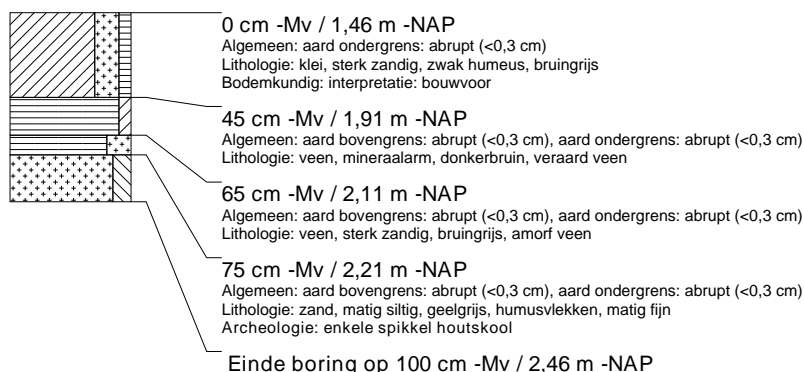 0 cm -Mv / 1,46 m -NAP
Algemeen: aard ondergrens: abrupt (<0,3 cm)
Lithologie: klei, sterk zandig, zwak humeus, bruingrijs
Bodemkundig: interpretatie: bouwvoor
45 cm -Mv / 1,91 m -NAP
Algemeen: aard bovengrens: abrupt (<0,3 cm), aard ondergrens: abrupt (<0,3 cm)
Lithologie: veen, mineraalarm, donkerbruin, veraard veen
65 cm -Mv / 2,11 m -NAP
Algemeen: aard bovengrens: abrupt (<0,3 cm), aard ondergrens: abrupt (<0,3 cm)
Lithologie: veen, sterk zandig, bruingrijs, amorf veen
75 cm -Mv / 2,21 m -NAP
Algemeen: aard bovengrens: abrupt (<0,3 cm), aard ondergrens: abrupt (<0,3 cm)
Lithologie: zand, matig siltig, geelgrijs, humusvlekken, matig fijn
Archeologie: enkele spikkel houtskool
Einde boring op 100 cm -Mv / 2,46 m -NAP